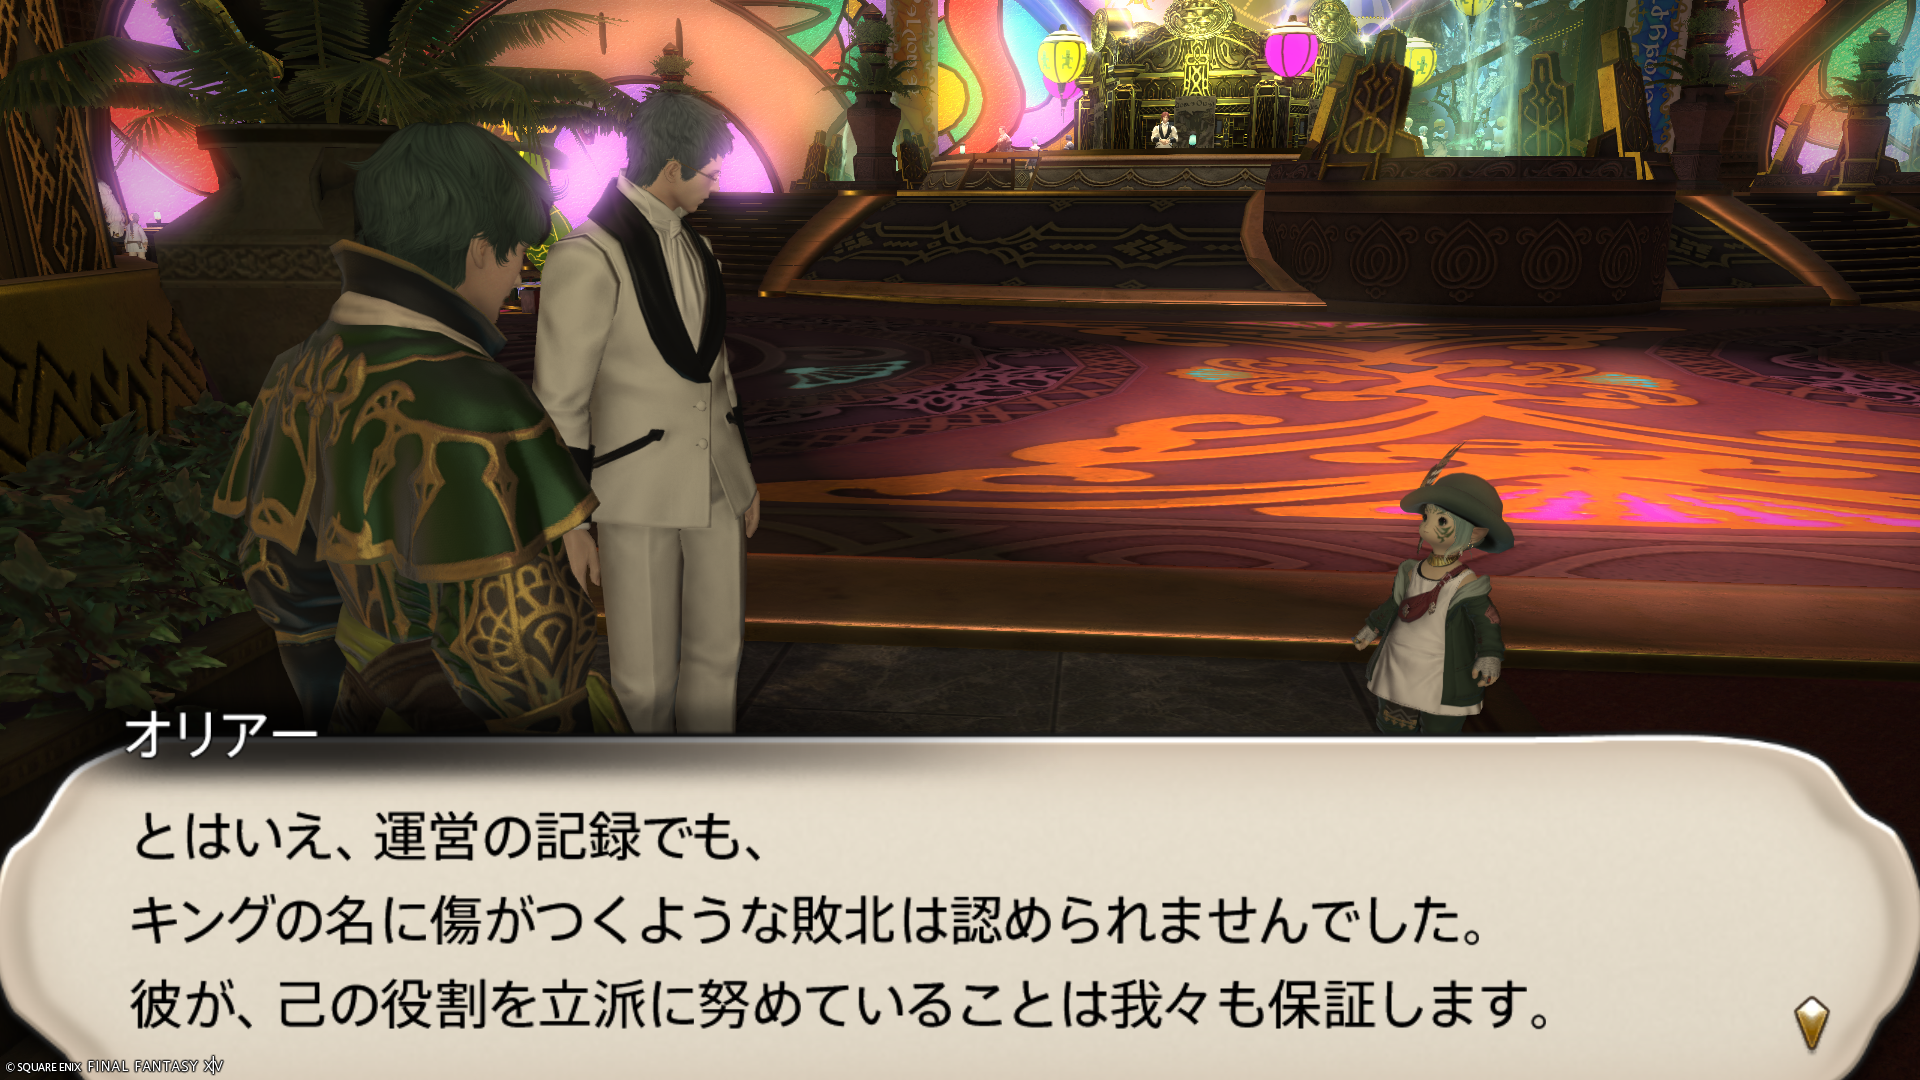 オリアー
とはいえ、運営の記録でも、
キングの名に傷がつくような敗北は認められませんでした。
彼が、己の役割を立派に努めていることは我々も保証します。
© SQUARE ENIX FINAL FANTASY XIV